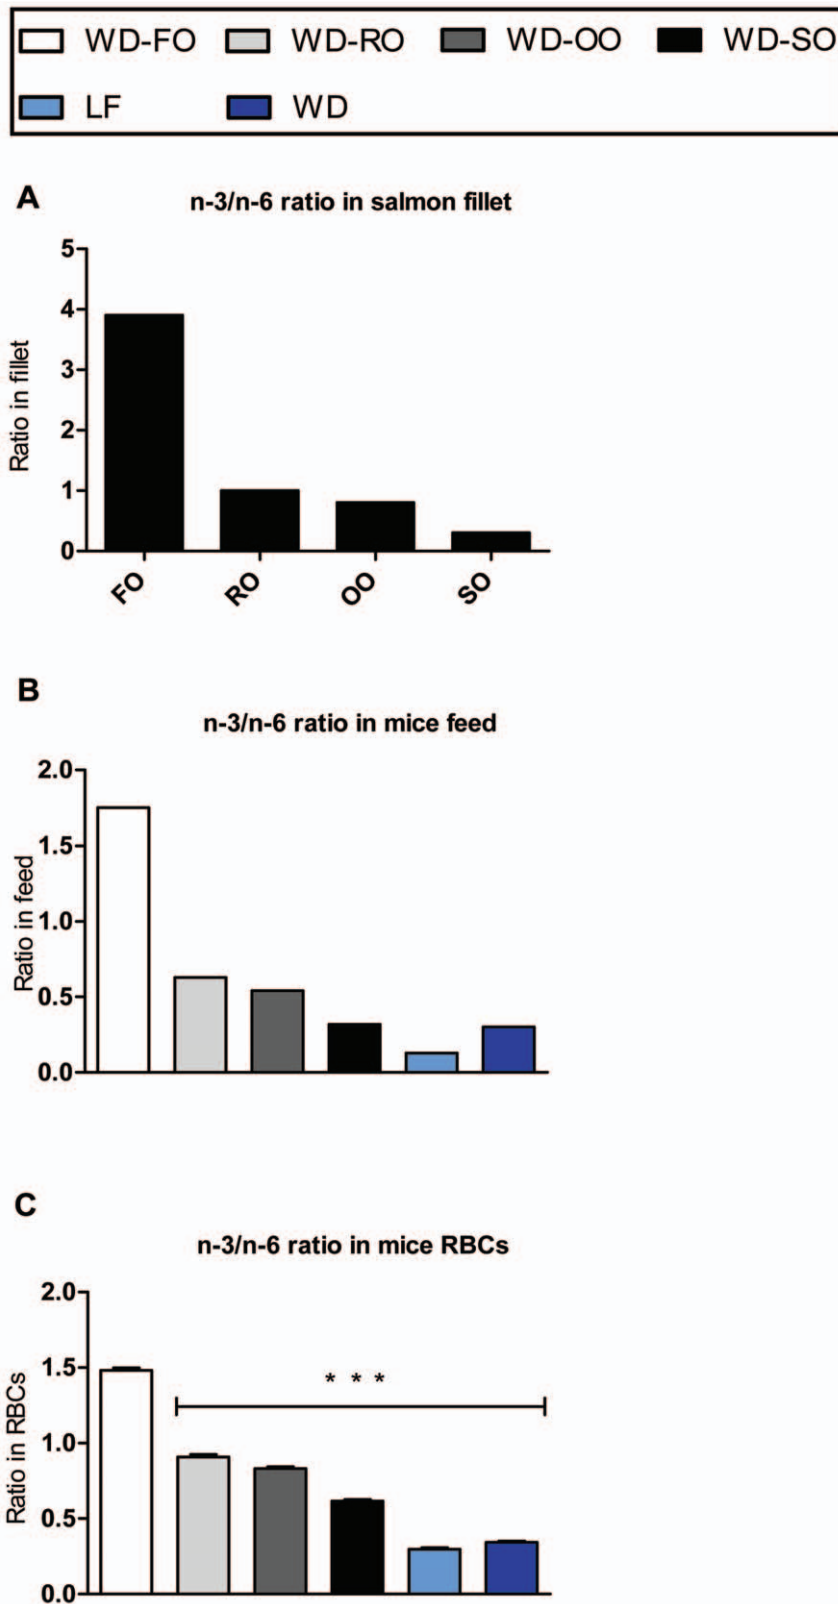 WD-FO WD-RO WD-OO WD-SO
LF WD
A
n-3/n-6 ratio in salmon fillet
Ratio in fillet
5
4
3
2
1
0
FO RO OO SO
B
n-3/n-6 ratio in mice feed
Ratio in feed
2.0
1.5
1.0
0.5
0.0
C
n-3/n-6 ratio in mice RBCs
Ratio in RBCs
2.0
1.5
1.0
0.5
0.0
* * *